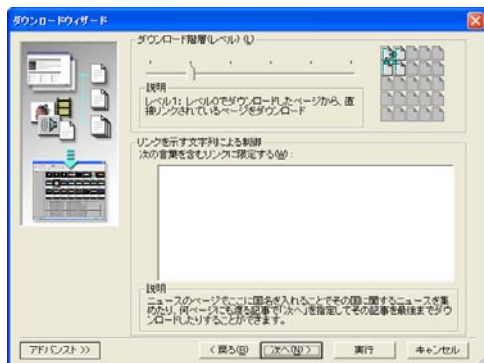 ダウンロードウィザード
ダウンロード階層(レベル)(L)
説明
レベル1: レベル0でダウンロードしたページから、直
接リンクされているページをダウンロード
リンクを示す文字列による制御
次の言葉を含むリンクに限定する(W):
説明
ニュースのページでここに国名を入れることでその国に関するニュースを集
めたり、何ページにも渡る記事で「次へ」を指定してその記事を最後までダウ
ンロードしたりすることができます。
アドバンスト >>
< 戻る(B)
次へ(N) >
実行
キャンセル